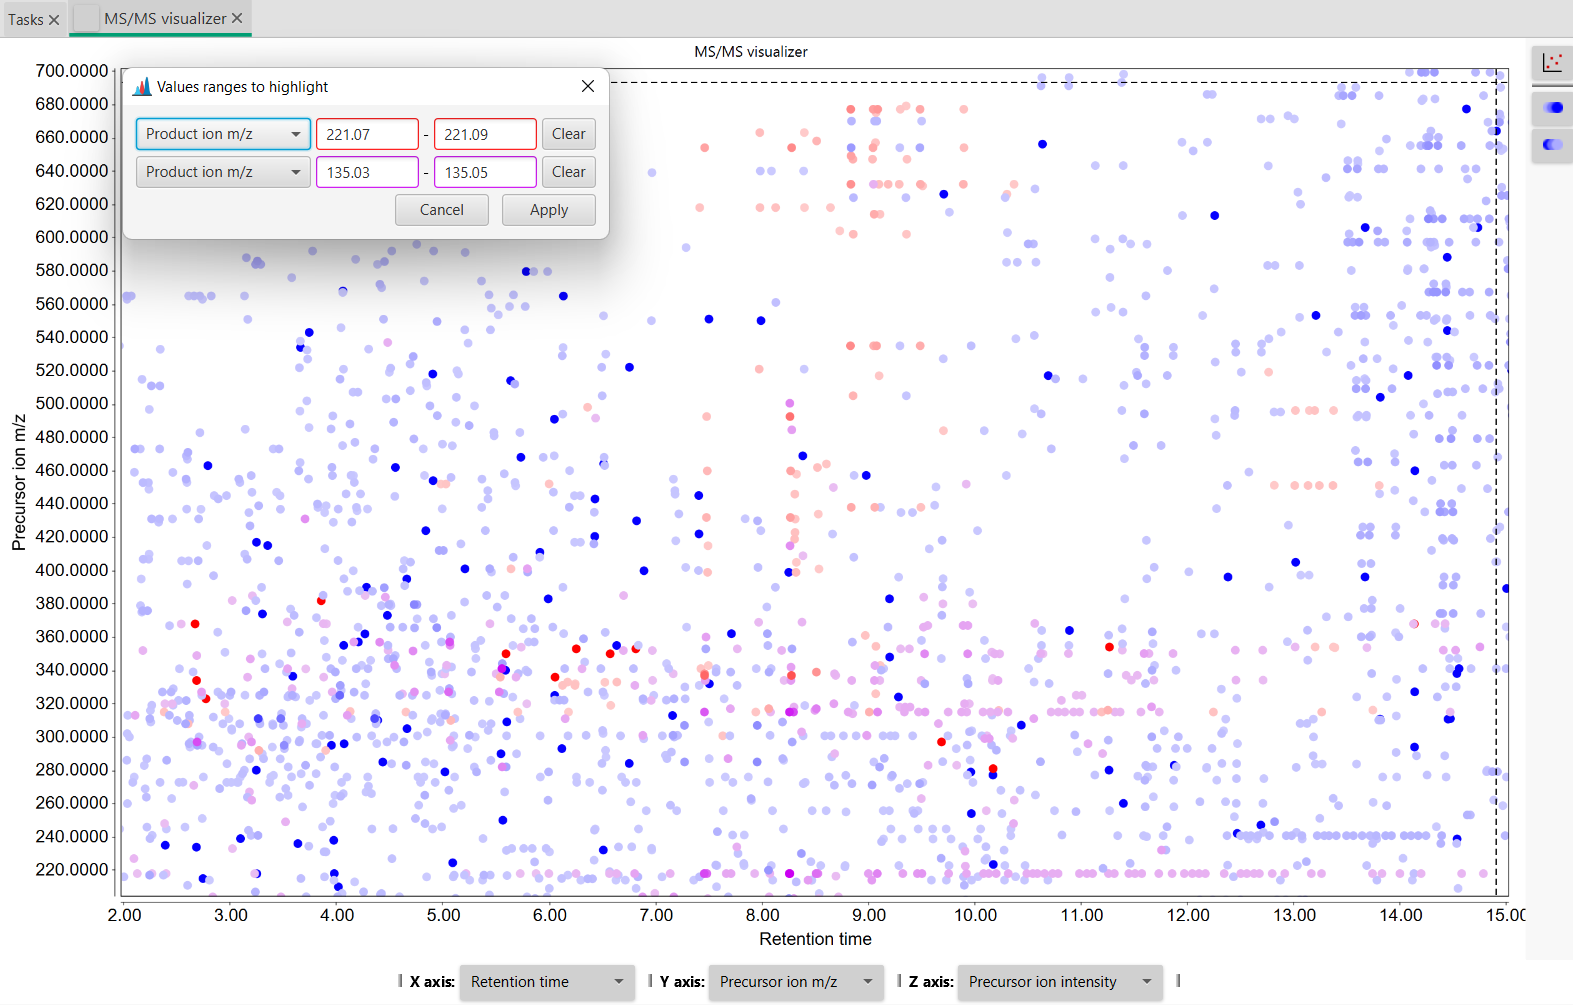 Tasks
MS/MS visualizer
MS/MS visualizer
Values ranges to highlight
Product ion m/z 221.07 - 221.09 Clear
Product ion m/z 135.03 - 135.05 Clear
Cancel Apply
700.0000
680.0000
660.0000
640.0000
620.0000
600.0000
580.0000
560.0000
540.0000
520.0000
500.0000
480.0000
460.0000
440.0000
420.0000
400.0000
380.0000
360.0000
340.0000
320.0000
300.0000
280.0000
260.0000
240.0000
220.0000
Precursor ion m/z
2.00 3.00 4.00 5.00 6.00 7.00 8.00 9.00 10.00 11.00 12.00 13.00 14.00 15.00
Retention time
X axis: Retention time Y axis: Precursor ion m/z Z axis: Precursor ion intensity